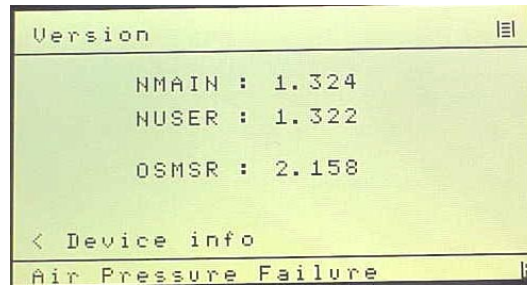 Version
NMAIN : 1.324
NUSER : 1.322
OSMSR : 2.158
< Device info
Air Pressure Failure